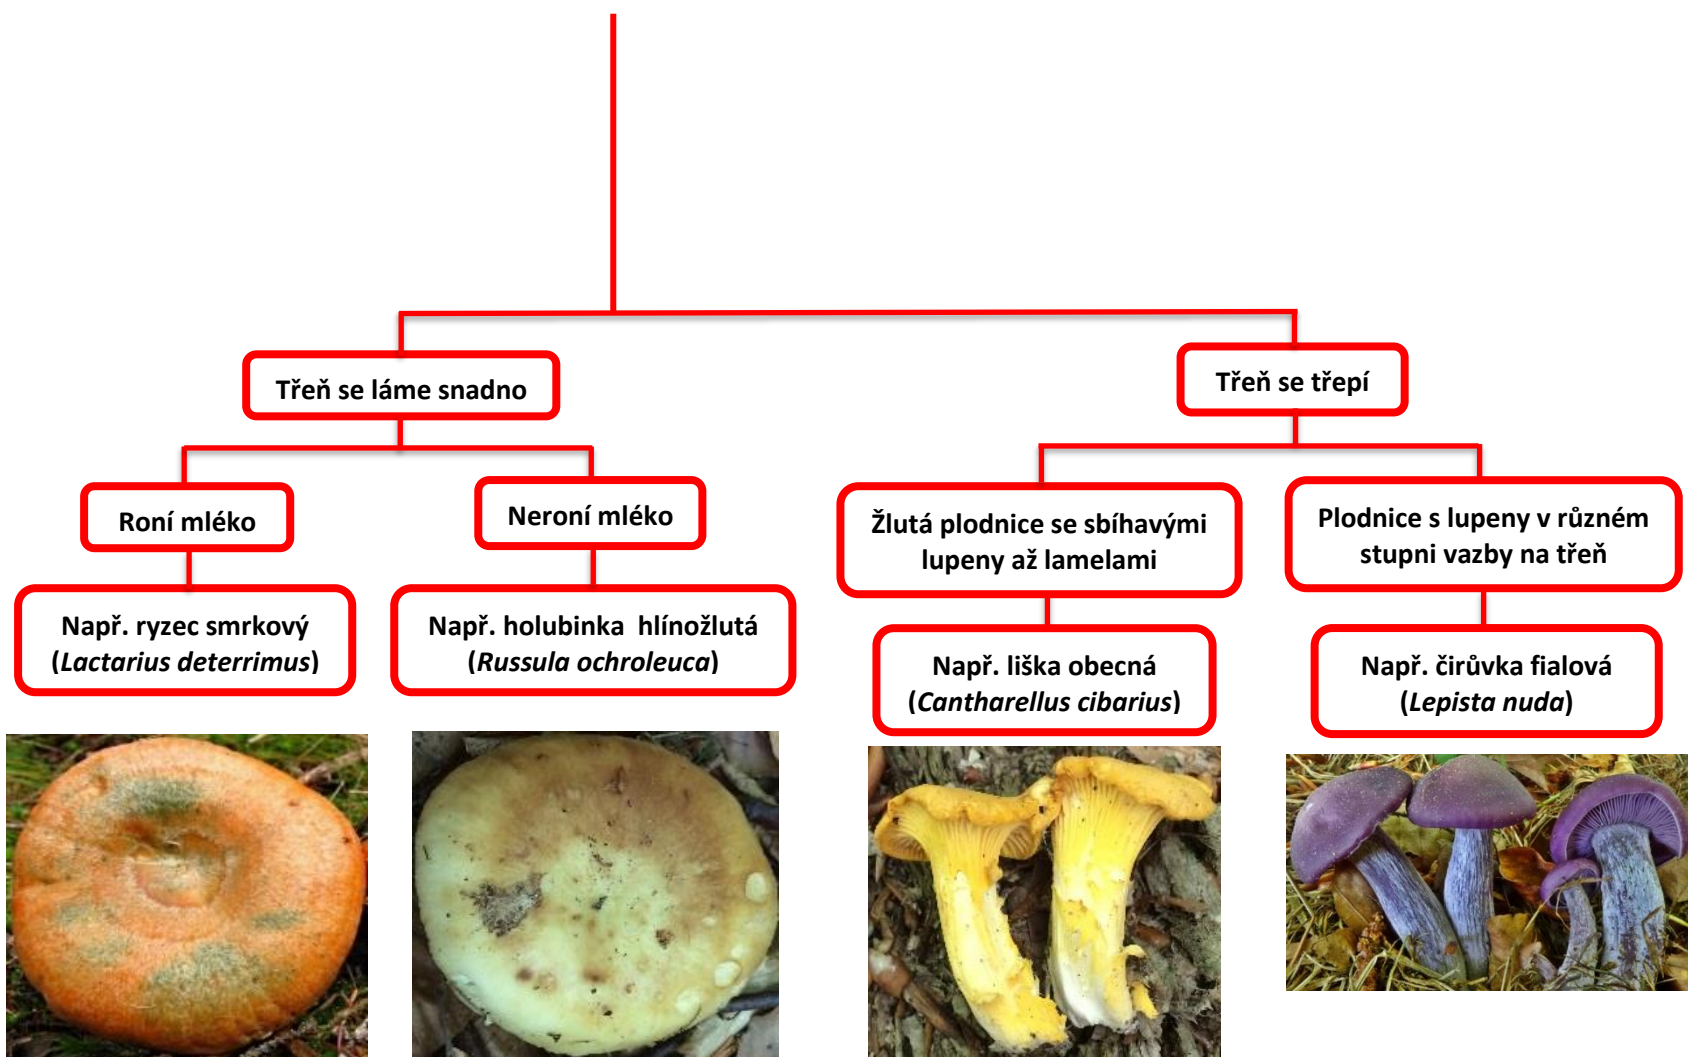 Třeň se láme snadno
Třeň se třepí
Roní mléko
Neroní mléko
Žlutá plodnice se sbíhavými
lupeny až lamelami
Plodnice s lupeny v různém
stupni vazby na třeň
Např. ryzec smrkový
(Lactarius deterrimus)
Např. holubinka  hlínožlutá
(Russula ochroleuca)
Např. liška obecná
(Cantharellus cibarius)
Např. čirůvka fialová
(Lepista nuda)